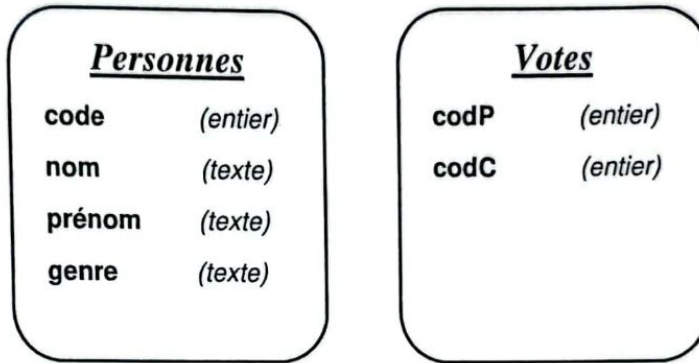 Personnes
code (entier)
nom (texte)
prénom (texte)
genre (texte)
Votes
codP (entier)
codC (entier)